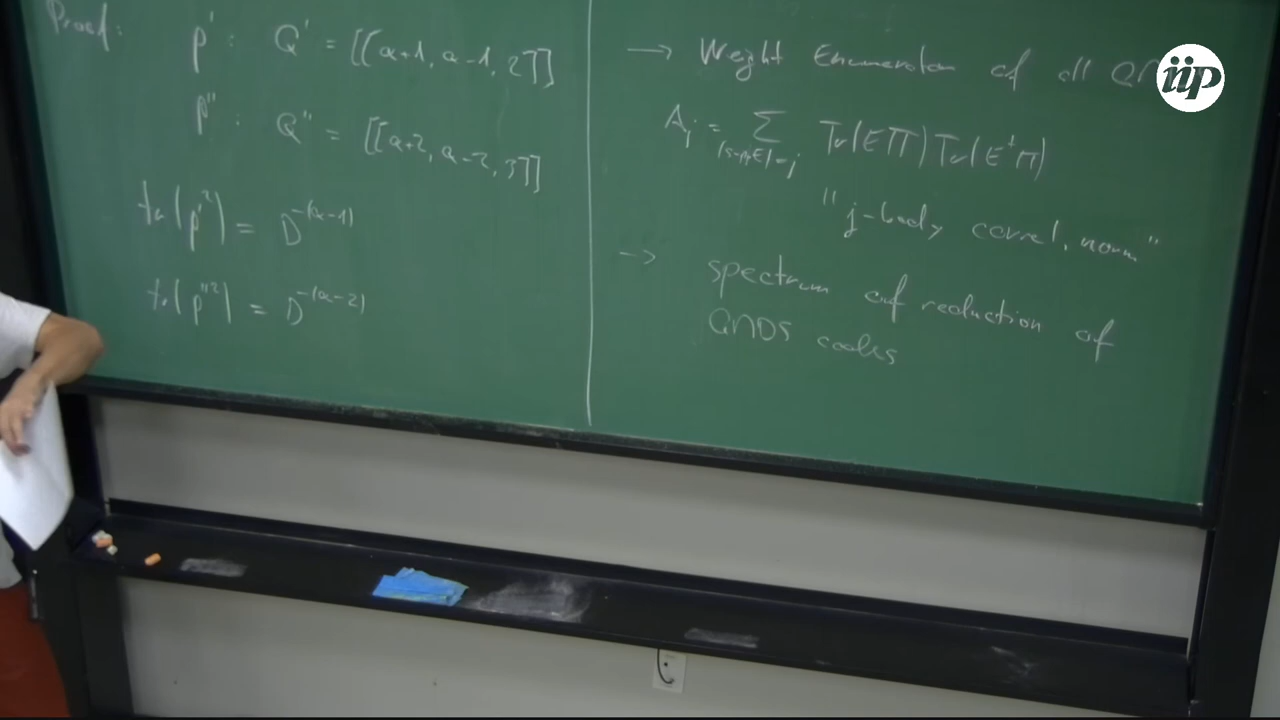 Proof: ρ' : Q' = [[α+1, α-1, 2]]
ρ'' : Q'' = [[α+2, α-2, 3]]
tr(ρ'²) = D^-(α-1)
tr(ρ''²) = D^-(α-2)
→ Weight Enumerator of all
A_j = Σ_|supp(E)|=j Tr(EΠ) Tr(E†Π)
"j-body correl. norm"
→ spectrum of reduction of
QMDS codes
iip